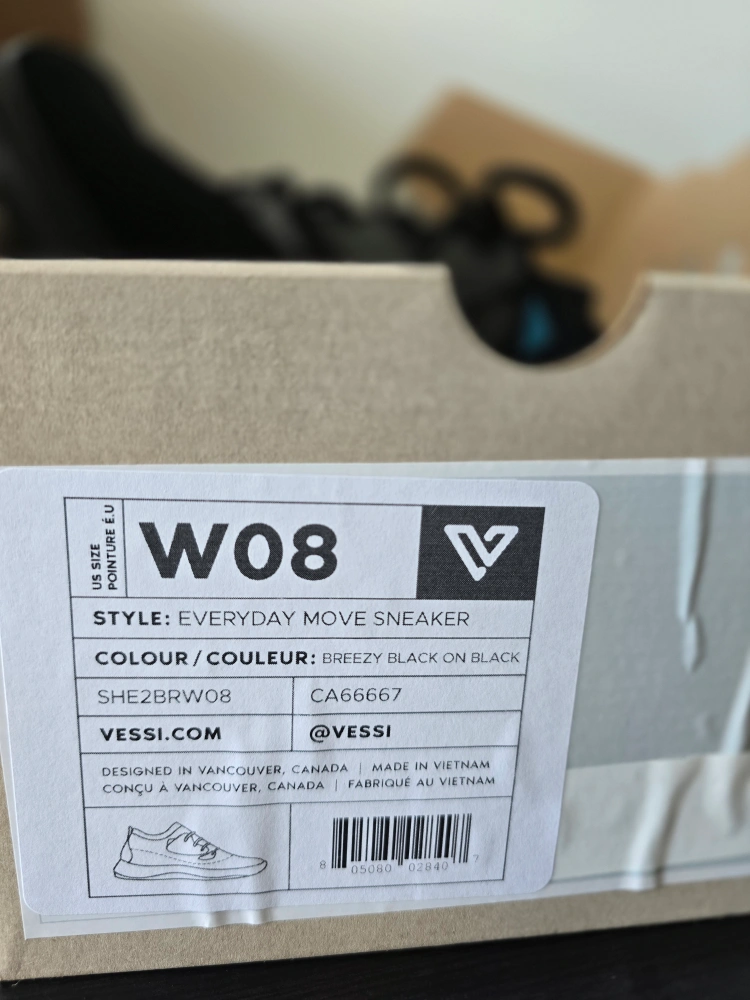 US SIZE
POINTURE É.U
W08
STYLE: EVERYDAY MOVE SNEAKER
COLOUR / COULEUR: BREEZY BLACK ON BLACK
SHE2BRW08
CA66667
VESSI.COM
@VESSI
DESIGNED IN VANCOUVER, CANADA | MADE IN VIETNAM
CONÇU À VANCOUVER, CANADA | FABRIQUÉ AU VIETNAM
8 05080 02840 7